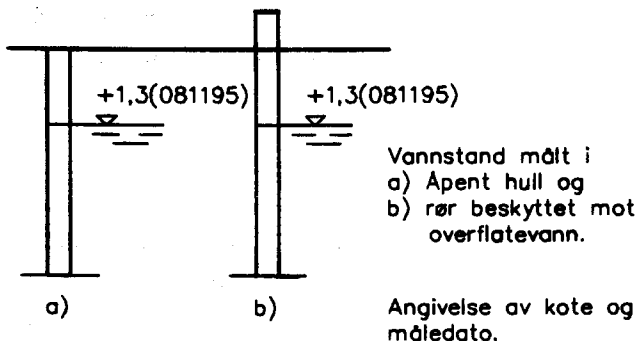 +1,3(081195) +1,3(081195)
Vannstand målt i
a) Åpent hull og
b) rør beskyttet mot
overflatevann.
a) b)
Angivelse av kote og
måledato.